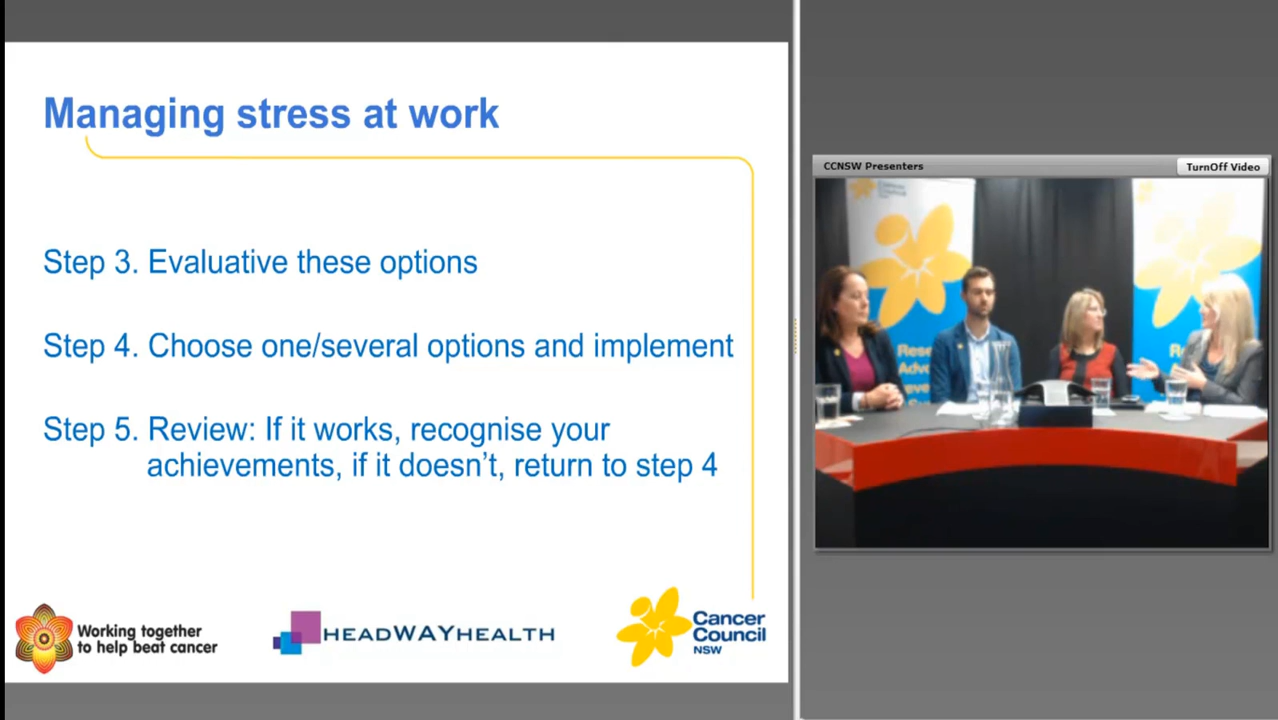 Managing stress at work
Step 3. Evaluative these options
Step 4. Choose one/several options and implement
Step 5. Review: If it works, recognise your
achievements, if it doesn’t, return to step 4
Working together
to help beat cancer
HEADWAYHEALTH
Cancer
Council
NSW
CCNSW Presenters
TurnOff Video